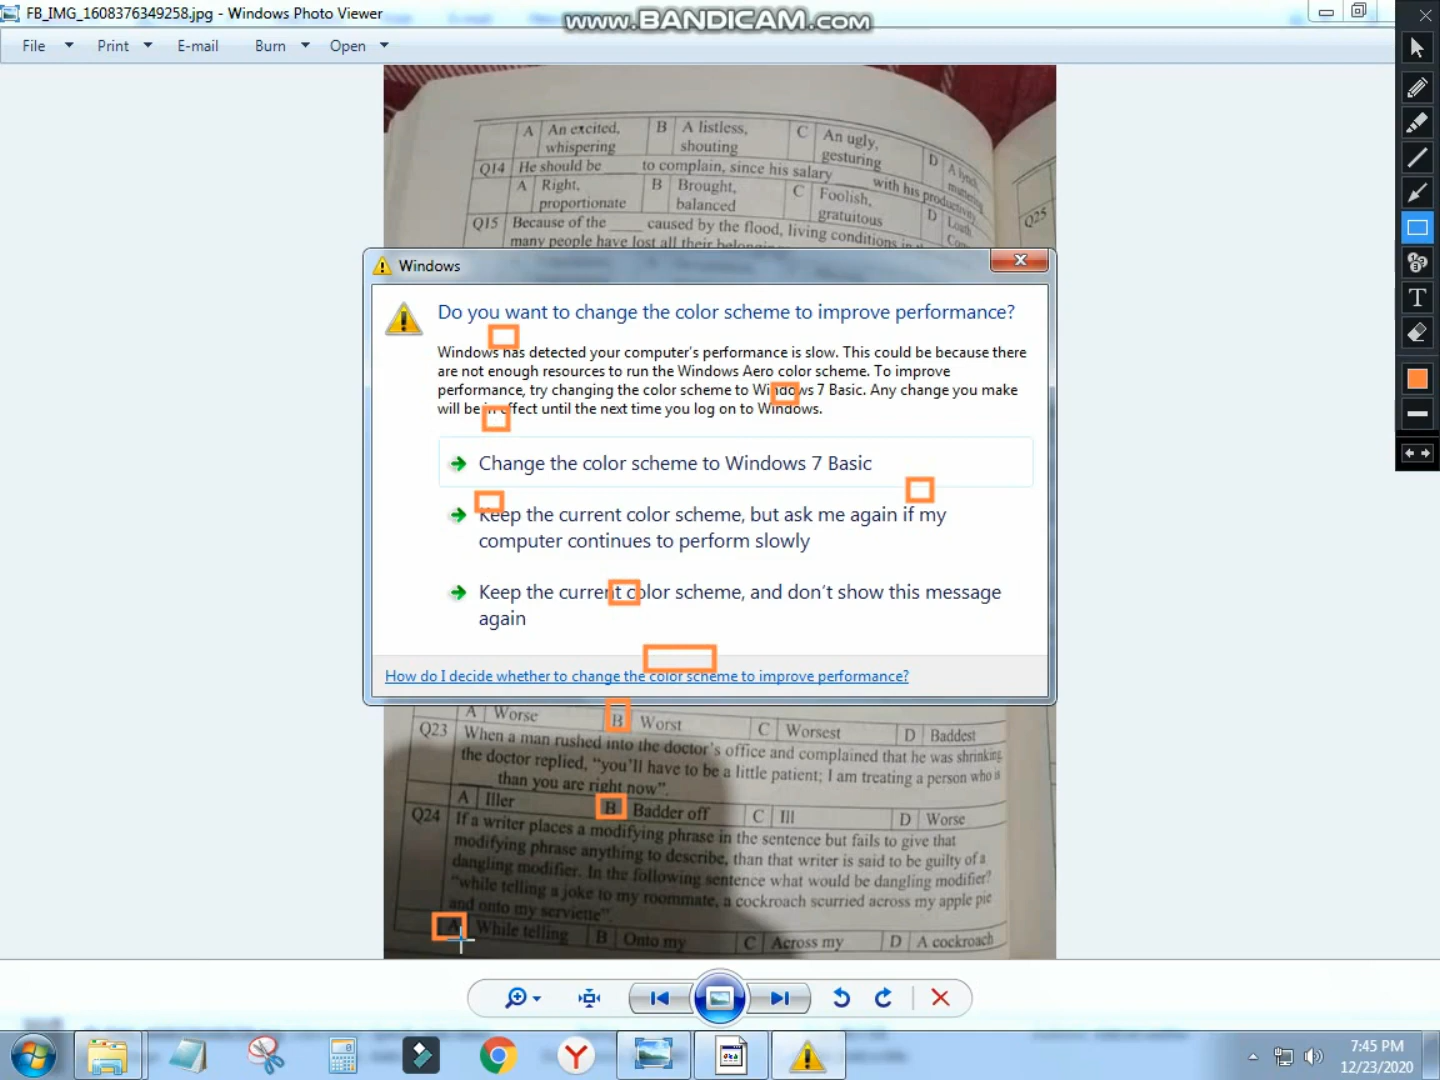 FB_IMG_1608376349258.jpg - Windows Photo Viewer
www.BANDICAM.com
File Print E-mail Burn Open
A An excited, whispering B A listless, shouting C An ugly, gesturing D
Q14 He should be ____ to complain, since his salary ____ with his productivity
A Right, proportionate B Brought, balanced C Foolish, gratuitous D
Q25
Q15 Because of the ____ caused by the flood, living conditions in
many people have lost all their
Windows
Do you want to change the color scheme to improve performance?
Windows has detected your computer's performance is slow. This could be because there
are not enough resources to run the Windows Aero color scheme. To improve
performance, try changing the color scheme to Windows 7 Basic. Any change you make
will be in effect until the next time you log on to Windows.
Change the color scheme to Windows 7 Basic
Keep the current color scheme, but ask me again if my
computer continues to perform slowly
Keep the current color scheme, and don't show this message
again
How do I decide whether to change the color scheme to improve performance?
A Worse B Worst C Worsest D Baddest
Q23 When a man rushed into the doctor's office and complained that he was shrinking
the doctor replied, "you'll have to be a little patient; I am treating a person who is
than you are right now".
A Iller B Badder off C Ill D Worse
Q24 If a writer places a modifying phrase in the sentence but fails to give that
modifying phrase anything to describe, than that writer is said to be guilty of a
dangling modifier. In the following sentence what would be dangling modifier?
"while telling a joke to my roommate, a cockroach scurried across my apple pie
and onto my serviette".
A While telling B Onto my C Across my D A cockroach
7:45 PM
12/23/2020